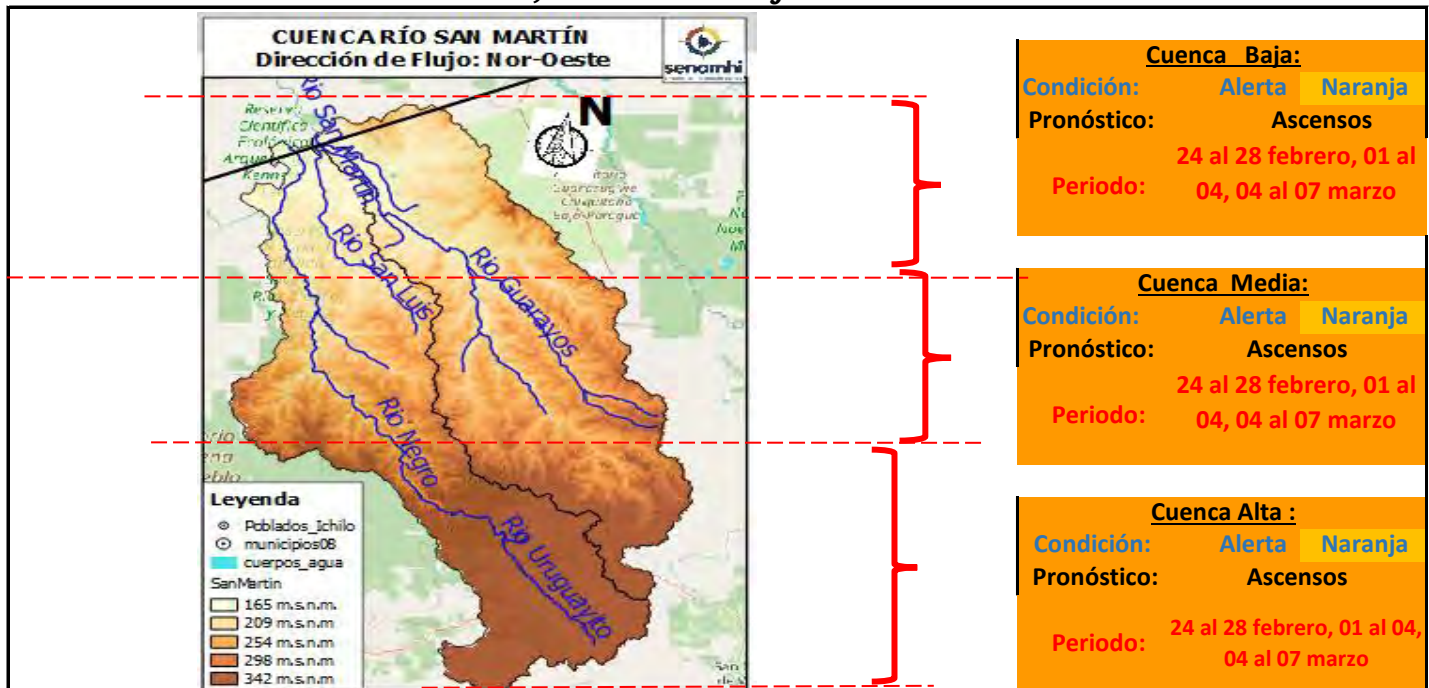 CUENCA RÍO SAN MARTÍN
Dirección de Flujo: Nor-Oeste
senamhi
N
Reserva
Científica
Ecológica
Kenn
Río San Martín
Río San Luis
Río Guarayos
Río Negro
Río Uruguayito
Leyenda
Poblados_Ichilo
municipios08
cuerpos_agua
SanMartin
165 m.s.n.m.
209 m.s.n.m
254 m.s.n.m
298 m.s.n.m
342 m.s.n.m
Cuenca Baja:
Condición: Alerta Naranja
Pronóstico: Ascensos
Periodo: 24 al 28 febrero, 01 al
04, 04 al 07 marzo
Cuenca Media:
Condición: Alerta Naranja
Pronóstico: Ascensos
Periodo: 24 al 28 febrero, 01 al
04, 04 al 07 marzo
Cuenca Alta :
Condición: Alerta Naranja
Pronóstico: Ascensos
Periodo: 24 al 28 febrero, 01 al 04,
04 al 07 marzo